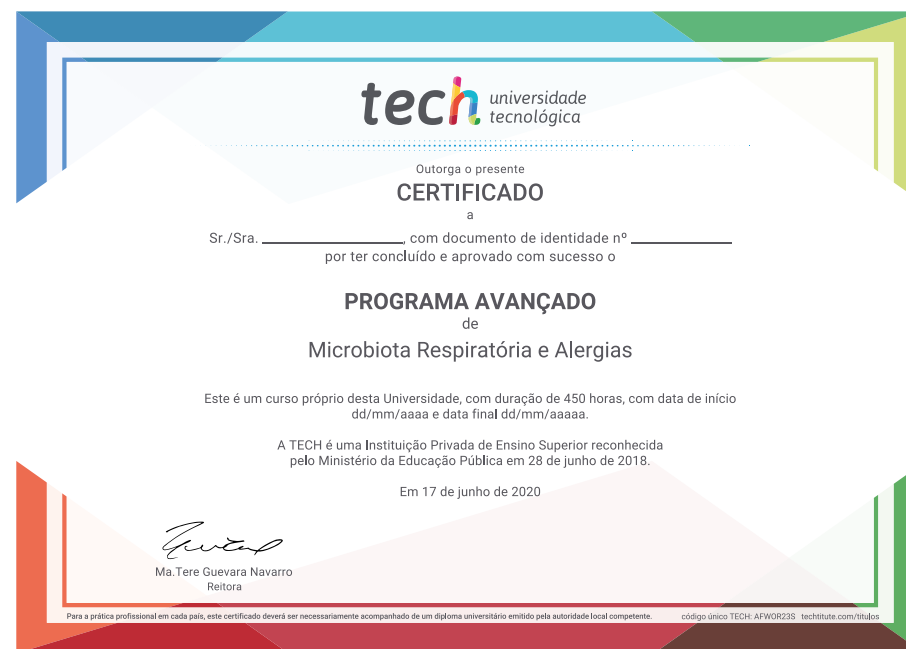 tech universidade
tecnológica
Outorga o presente
CERTIFICADO
a
Sr./Sra. ________________, com documento de identidade nº ____________
por ter concluído e aprovado com sucesso o
PROGRAMA AVANÇADO
de
Microbiota Respiratória e Alergias
Este é um curso próprio desta Universidade, com duração de 450 horas, com data de início
dd/mm/aaaa e data final dd/mm/aaaaa.
A TECH é uma Instituição Privada de Ensino Superior reconhecida
pelo Ministério da Educação Pública em 28 de junho de 2018.
Em 17 de junho de 2020
Ma.Tere Guevara Navarro
Reitora
Para a prática profissional em cada país, este certificado deverá ser necessariamente acompanhado de um diploma universitário emitido pela autoridade local competente. código único TECH: AFWOR23S techtitute.com/titulos